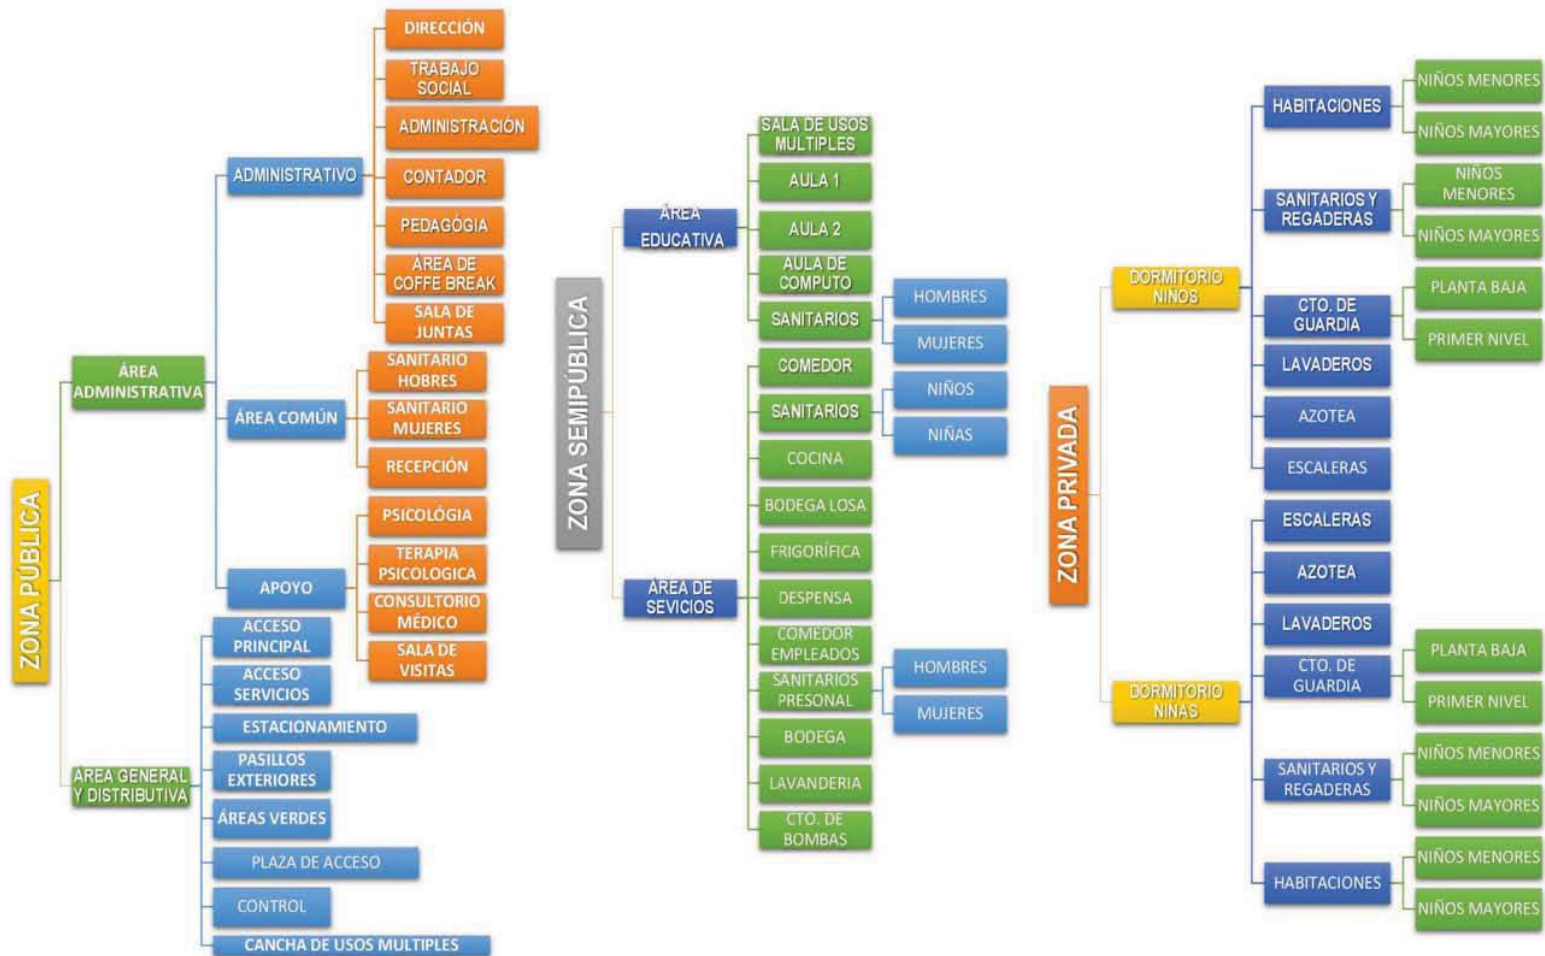 ZONA PÚBLICA
ÁREA
ADMINISTRATIVA
ADMINISTRATIVO
DIRECCIÓN
TRABAJO
SOCIAL
ADMINISTRACIÓN
CONTADOR
PEDAGÓGIA
ÁREA DE
COFFE BREAK
SALA DE
JUNTAS
ÁREA COMÚN
SANITARIO
HOBRES
SANITARIO
MUJERES
RECEPCIÓN
APOYO
PSICOLÓGIA
TERAPIA
PSICOLOGICA
CONSULTORIO
MÉDICO
SALA DE
VISITAS
ÁREA GENERAL
Y DISTRIBUTIVA
ACCESO
PRINCIPAL
ACCESO
SERVICIOS
ESTACIONAMIENTO
PASILLOS
EXTERIORES
ÁREAS VERDES
PLAZA DE ACCESO
CONTROL
CANCHA DE USOS MULTIPLES
ZONA SEMIPÚBLICA
ÁREA
EDUCATIVA
SALA DE USOS
MULTIPLES
AULA 1
AULA 2
AULA DE
COMPUTO
SANITARIOS
HOMBRES
MUJERES
ÁREA DE
SEVICIOS
COMEDOR
SANITARIOS
NIÑOS
NIÑAS
COCINA
BODEGA LOSA
FRIGORÍFICA
DESPENSA
COMEDOR
EMPLEADOS
SANITARIOS
PRESONAL
HOMBRES
MUJERES
BODEGA
LAVANDERIA
CTO. DE
BOMBAS
ZONA PRIVADA
DORMITORIO
NIÑOS
HABITACIONES
NIÑOS MENORES
NIÑOS MAYORES
SANITARIOS Y
REGADERAS
NIÑOS
MENORES
NIÑOS MAYORES
CTO. DE
GUARDIA
PLANTA BAJA
PRIMER NIVEL
LAVADEROS
AZOTEA
ESCALERAS
DORMITORIO
NIÑAS
ESCALERAS
AZOTEA
LAVADEROS
CTO. DE
GUARDIA
PLANTA BAJA
PRIMER NIVEL
SANITARIOS Y
REGADERAS
NIÑOS MENORES
NIÑOS MAYORES
HABITACIONES
NIÑOS MENORES
NIÑOS MAYORES